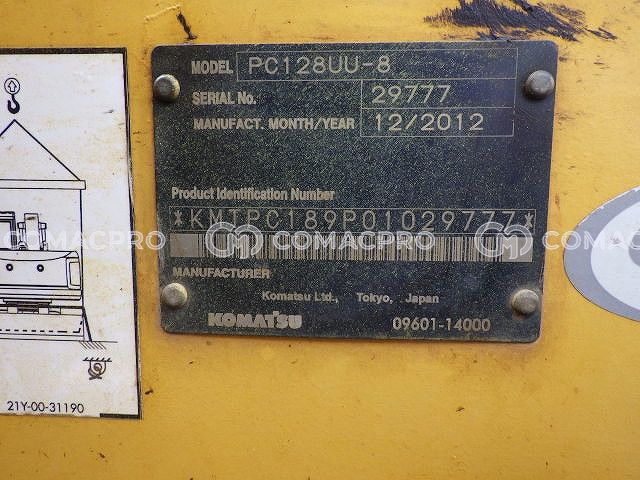 MODEL PC128UU-8
SERIAL No. 29777
MANUFACT. MONTH/YEAR 12/2012
Product Identification Number
*KMTPC189P01029777*
COMACPRO COMACPRO COMACPRO
MANUFACTURER
Komatsu Ltd., Tokyo, Japan
KOMATSU 09601-14000
21Y-00-31190